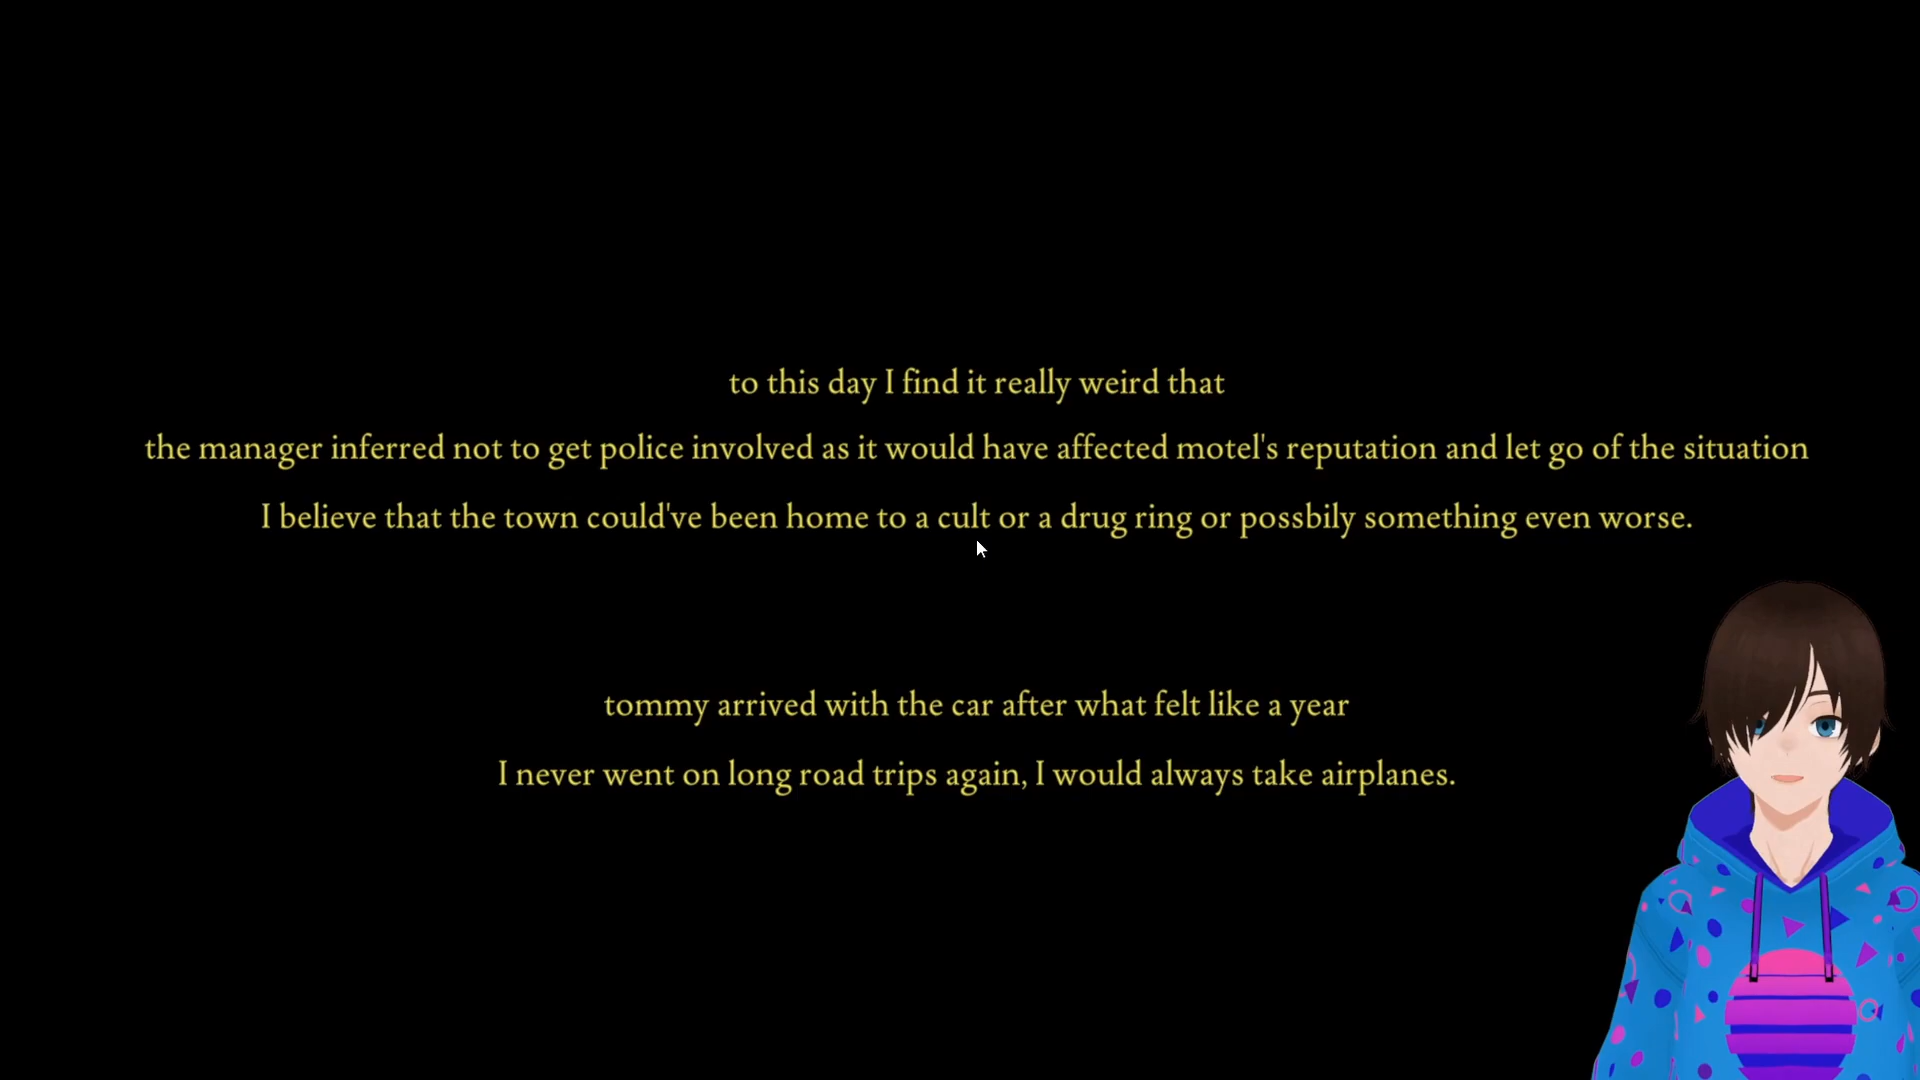 to this day I find it really weird that
the manager inferred not to get police involved as it would have affected motel's reputation and let go of the situation
I believe that the town could've been home to a cult or a drug ring or possbily something even worse.
tommy arrived with the car after what felt like a year
I never went on long road trips again, I would always take airplanes.